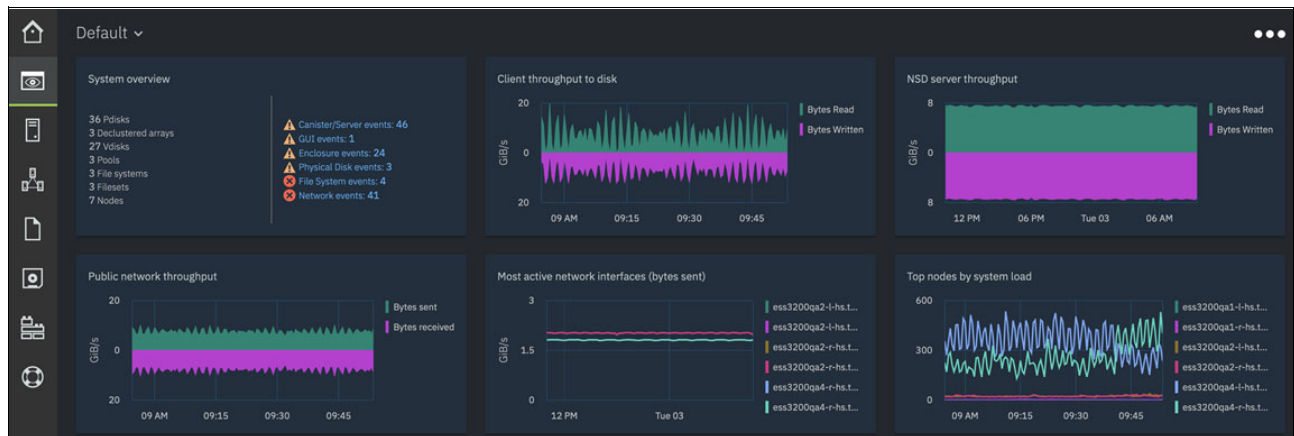 Default
System overview
36 Pdisks
3 Declustered arrays
27 Vdisks
3 Pools
3 File systems
3 Filesets
7 Nodes
Canister/Server events: 46
GUI events: 1
Enclosure events: 24
Physical Disk events: 3
File System events: 4
Network events: 41
Client throughput to disk
20
0
20
GiB/s
09 AM 09:15 09:30 09:45
Bytes Read
Bytes Written
NSD server throughput
8
0
8
GiB/s
12 PM 06 PM Tue 03 06 AM
Bytes Read
Bytes Written
Public network throughput
20
0
20
GiB/s
09 AM 09:15 09:30 09:45
Bytes sent
Bytes received
Most active network interfaces (bytes sent)
3
1.5
0
GiB/s
12 PM Tue 03
ess3200qa2-l-hs.t...
ess3200qa2-l-hs.t...
ess3200qa2-r-hs.t...
ess3200qa2-r-hs.t...
ess3200qa4-l-hs.t...
ess3200qa4-r-hs.t...
Top nodes by system load
600
300
0
09 AM 09:15 09:30 09:45
ess3200qa1-l-hs.t...
ess3200qa1-r-hs.t...
ess3200qa2-l-hs.t...
ess3200qa2-r-hs.t...
ess3200qa4-l-hs.t...
ess3200qa4-r-hs.t...